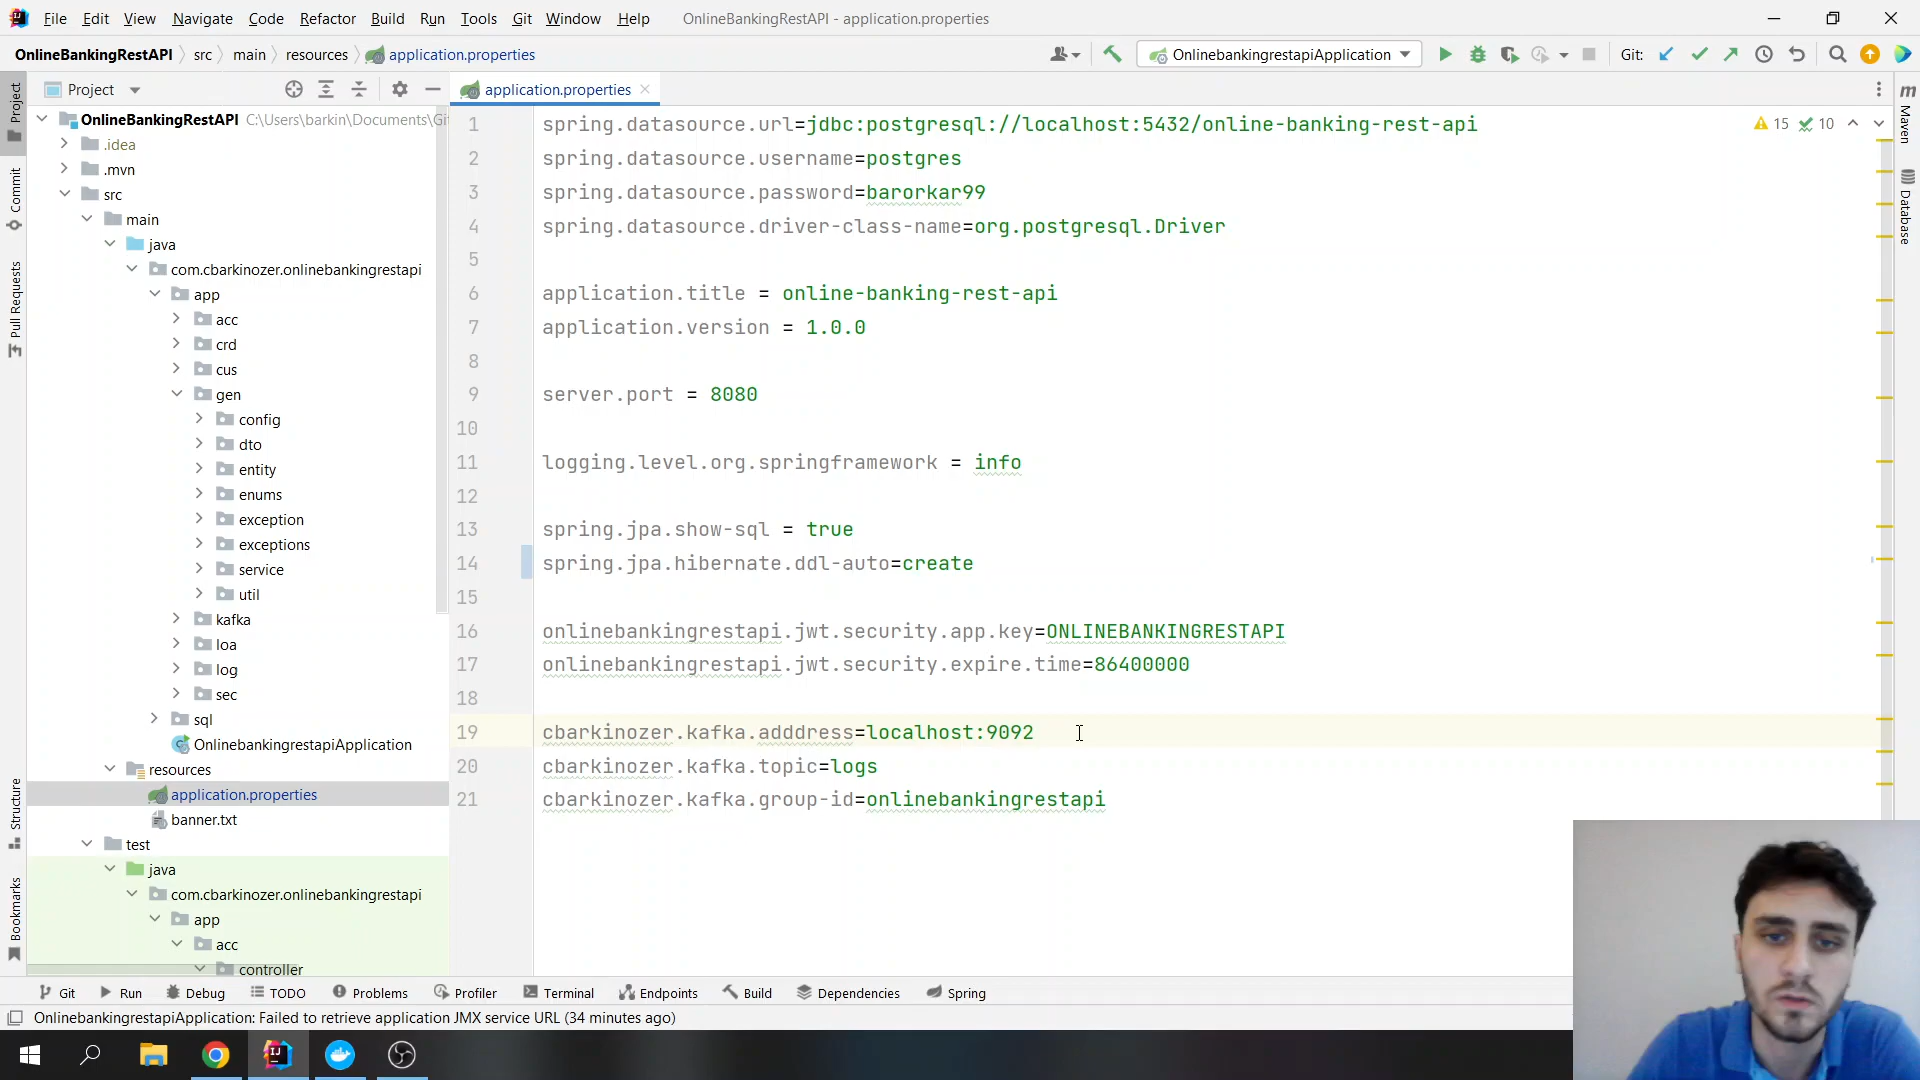 File Edit View Navigate Code Refactor Build Run Tools Git Window Help OnlineBankingRestAPI - application.properties
OnlineBankingRestAPI src main resources application.properties OnlinebankingrestapiApplication Git:
Project application.properties
OnlineBankingRestAPI C:\Users\barkin\Documents\Git
.idea
.mvn
src
main
java
com.cbarkinozer.onlinebankingrestapi
app
acc
crd
cus
gen
config
dto
entity
enums
exception
exceptions
service
util
kafka
loa
log
sec
sql
OnlinebankingrestapiApplication
resources
application.properties
banner.txt
test
java
com.cbarkinozer.onlinebankingrestapi
app
acc
controller
1 spring.datasource.url=jdbc:postgresql://localhost:5432/online-banking-rest-api
2 spring.datasource.username=postgres
3 spring.datasource.password=barorkar99
4 spring.datasource.driver-class-name=org.postgresql.Driver
5
6 application.title = online-banking-rest-api
7 application.version = 1.0.0
8
9 server.port = 8080
10
11 logging.level.org.springframework = info
12
13 spring.jpa.show-sql = true
14 spring.jpa.hibernate.ddl-auto=create
15
16 onlinebankingrestapi.jwt.security.app.key=ONLINEBANKINGRESTAPI
17 onlinebankingrestapi.jwt.security.expire.time=86400000
18
19 cbarkinozer.kafka.adddress=localhost:9092
20 cbarkinozer.kafka.topic=logs
21 cbarkinozer.kafka.group-id=onlinebankingrestapi
15 10
Project
Commit
Pull Requests
Structure
Bookmarks
m Maven
Database
Git Run Debug TODO Problems Profiler Terminal Endpoints Build Dependencies Spring
OnlinebankingrestapiApplication: Failed to retrieve application JMX service URL (34 minutes ago)